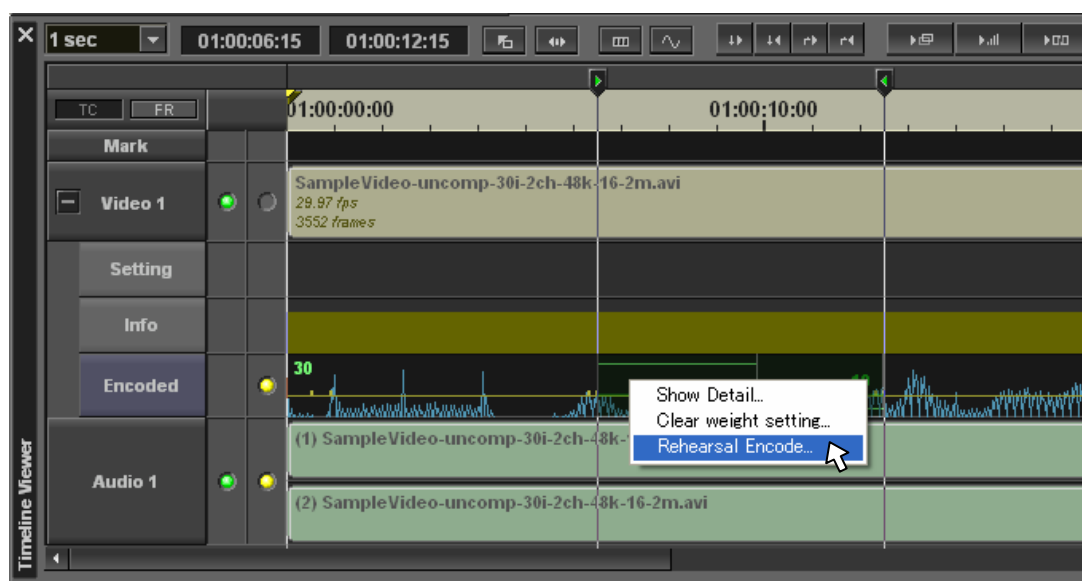 1 sec
01:00:06:15
01:00:12:15
TC
FR
01:00:00:00
01:00:10:00
Mark
Video 1
SampleVideo-uncomp-30i-2ch-48k-16-2m.avi
29.97 fps
3552 frames
Setting
Info
Encoded
30
Show Detail...
Clear weight setting...
Rehearsal Encode...
Audio 1
(1) SampleVideo-uncomp-30i-2ch-48k-
(2) SampleVideo-uncomp-30i-2ch-48k-16-2m.avi
Timeline Viewer